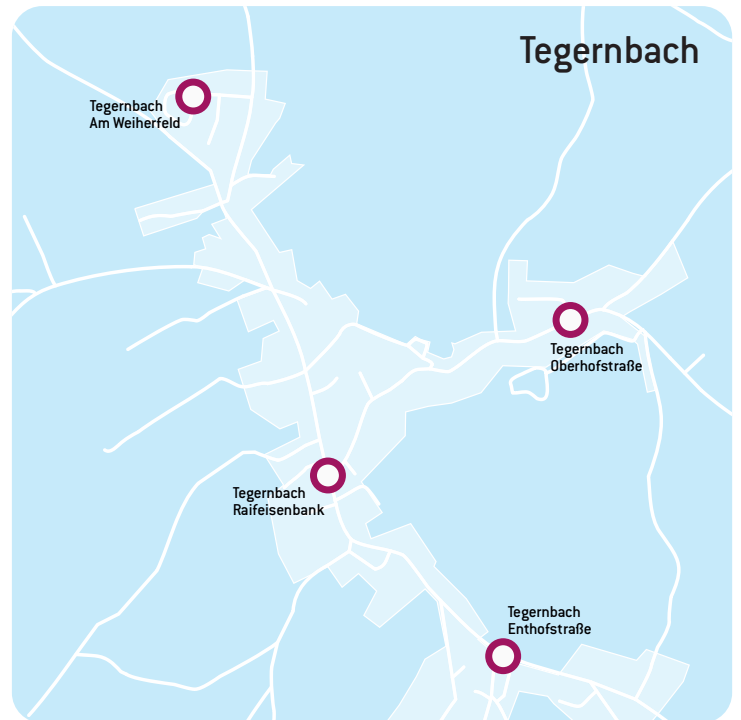 Tegernbach
Tegernbach
Am Weiherfeld
Tegernbach
Oberhofstraße
Tegernbach
Raifeisenbank
Tegernbach
Enthofstraße